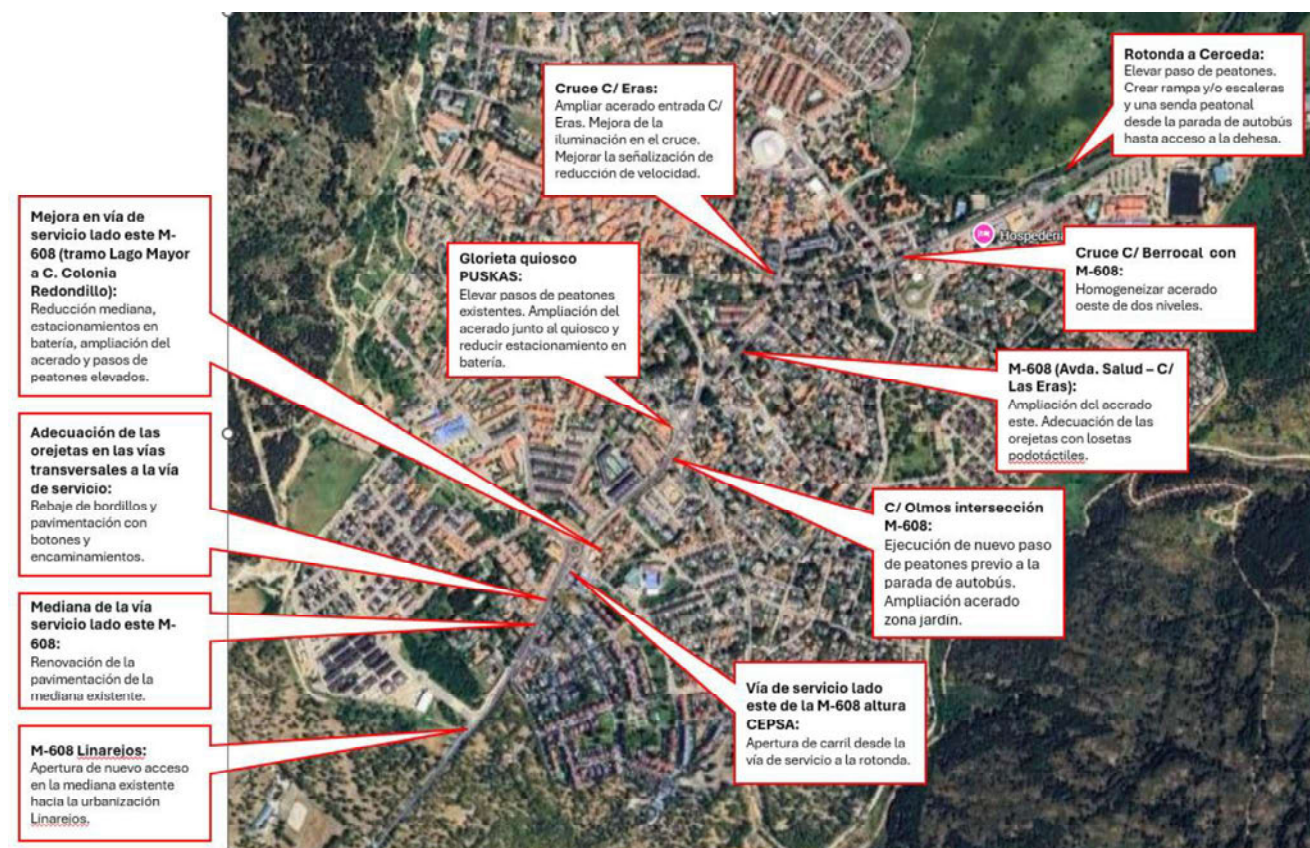 Rotonda a Cerceda:
Elevar paso de peatones.
Crear rampa y/o escaleras
y una senda peatonal
desde la parada de autobús
hasta acceso a la dehesa.
Cruce C/ Eras:
Ampliar acerado entrada C/
Eras. Mejora de la
iluminación en el cruce.
Mejorar la señalización de
reducción de velocidad.
Mejora en vía de
servicio lado este M-
608 (tramo Lago Mayor
a C. Colonia
Redondillo):
Reducción mediana,
estacionamientos en
batería, ampliación del
acerado y pasos de
peatones elevados.
Glorieta quiosco
PUSKAS:
Elevar pasos de peatones
existentes. Ampliación del
acerado junto al quiosco y
reducir estacionamiento en
batería.
Hospedería
Cruce C/ Berrocal con
M-608:
Homogeneizar acerado
oeste de dos niveles.
M-608 (Avda. Salud – C/
Las Eras):
Ampliación del acerado
este. Adecuación de las
orejetas con losetas
podotáctiles.
Adecuación de las
orejetas en las vías
transversales a la vía
de servicio:
Rebaje de bordillos y
pavimentación con
botones y
encaminamientos.
C/ Olmos intersección
M-608:
Ejecución de nuevo paso
de peatones previo a la
parada de autobús.
Ampliación acerado
zona jardín.
Mediana de la vía
servicio lado este M-
608:
Renovación de la
pavimentación de la
mediana existente.
Vía de servicio lado
este de la M-608 altura
CEPSA:
Apertura de carril desde la
vía de servicio a la rotonda.
M-608 Linarejos:
Apertura de nuevo acceso
en la mediana existente
hacia la urbanización
Linarejos.